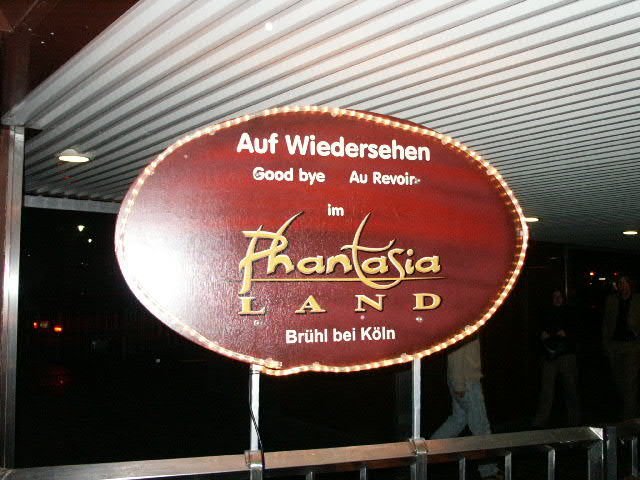 Auf Wiedersehen
Good bye Au Revoir
im
Phantasia
LAND
Brühl bei Köln